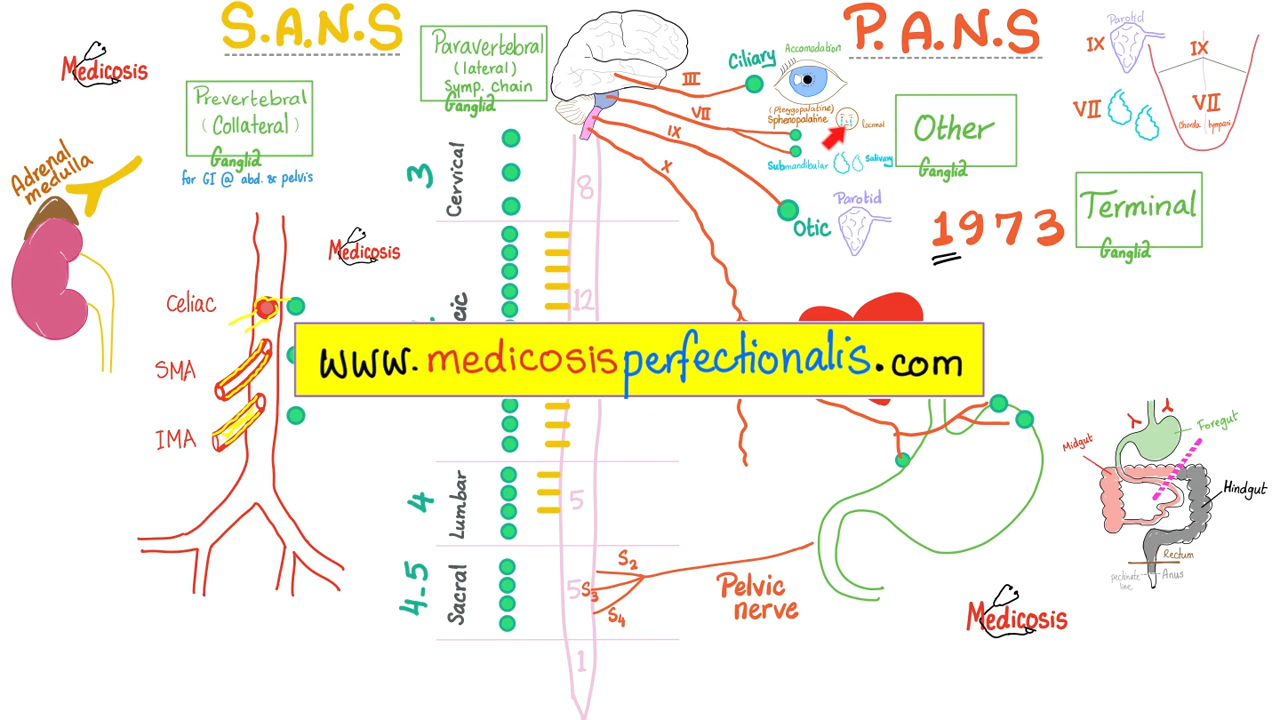 S.A.N.S
P.A.N.S
Medicosis
Prevertebral
(Collateral)
Ganglia
for GI @ abd. & pelvis
Paravertebral
(lateral)
Symp. chain
Ganglia
Adrenal
medulla
Medicosis
Celiac
SMA
IMA
3
Cervical
8
12
cic
4
Lumbar
5
4-5
Sacral
5
1
S2
S3
S4
Pelvic
nerve
III
VII
IX
X
Ciliary
Accomodation
(Pterygopalatine)
Sphenopalatine
Lacrimal
Submandibular
Salivary
Otic
Parotid
Other
Ganglia
1973
Terminal
Ganglia
Parotid
IX
VII
IX
VII
Chorda tympani
www.medicosisperfectionalis.com
Midgut
Foregut
Hindgut
Rectum
pectinate
line
Anus
Medicosis